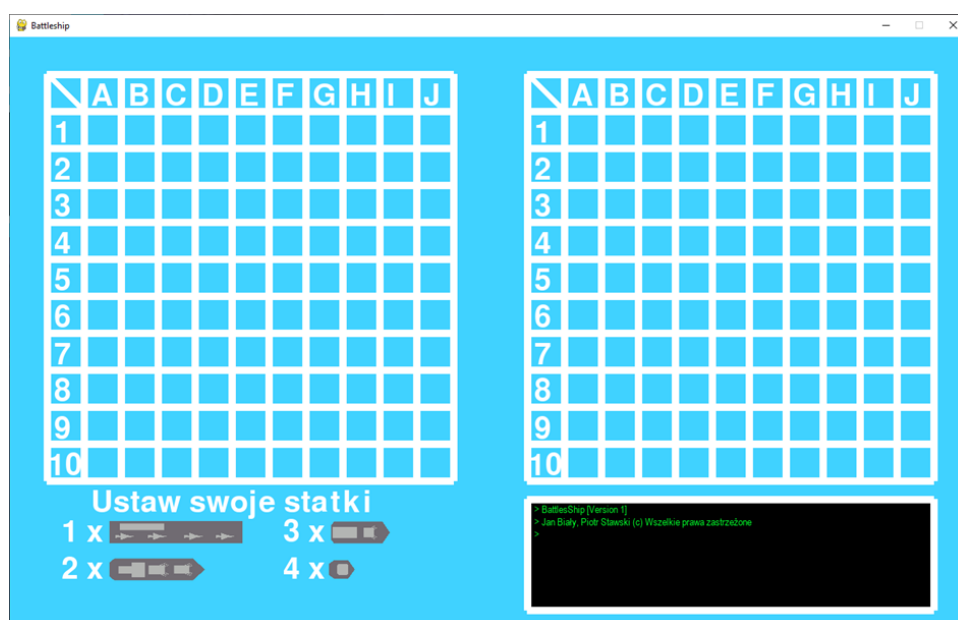 Battleship
A B C D E F G H I J
1
2
3
4
5
6
7
8
9
10
A B C D E F G H I J
1
2
3
4
5
6
7
8
9
10
Ustaw swoje statki
1 x
3 x
2 x
4 x
> BattlesShip [Version 1]
> Jan Biały, Piotr Stawski (c) Wszelkie prawa zastrzeżone
>